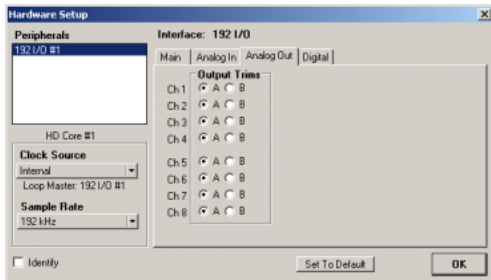 Hardware Setup
Peripherals
192 I/O #1
HD Core #1
Clock Source
Internal
Loop Master: 192 I/O #1
Sample Rate
192 kHz
Identify
Interface: 192 I/O
Main Analog In Analog Out Digital
Output Trims
Ch 1 A B
Ch 2 A B
Ch 3 A B
Ch 4 A B
Ch 5 A B
Ch 6 A B
Ch 7 A B
Ch 8 A B
Set To Default
OK